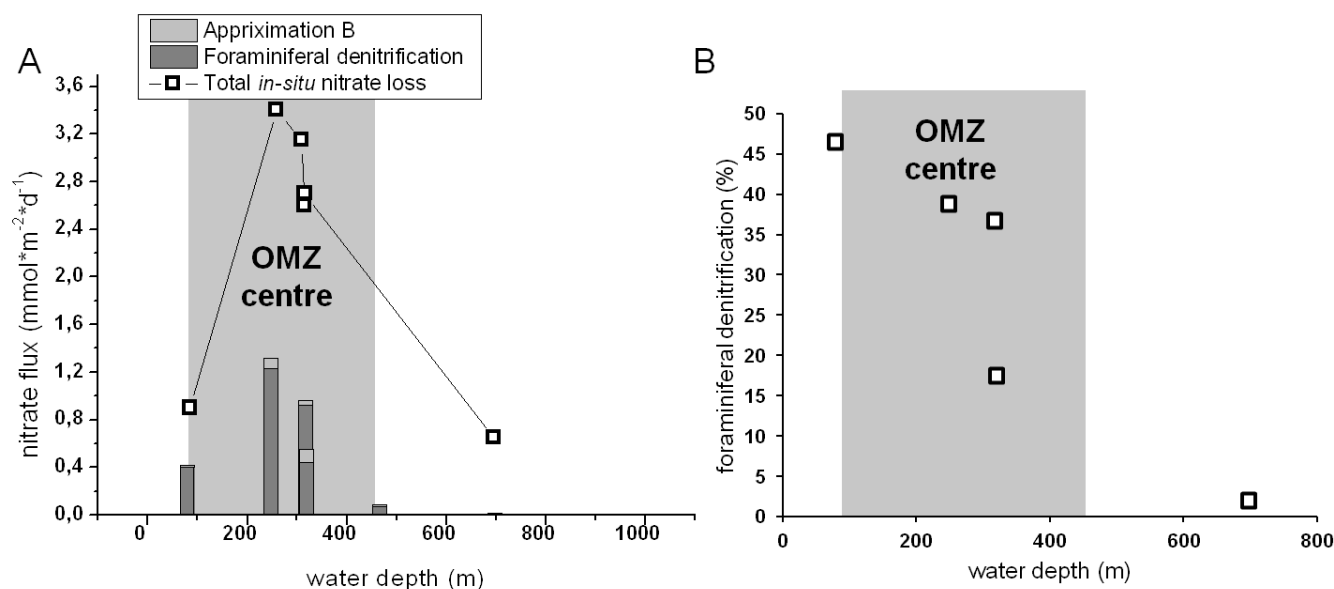 Appriximation B
Foraminiferal denitrification
Total in-situ nitrate loss
A
3,6
3,2
2,8
2,4
2,0
1,6
1,2
0,8
0,4
0,0
nitrate flux (mmol*m-2*d-1)
OMZ
centre
0 200 400 600 800 1000
water depth (m)
B
50
45
40
35
30
25
20
15
10
5
0
foraminiferal denitrification (%)
OMZ
centre
0 200 400 600 800
water depth (m)